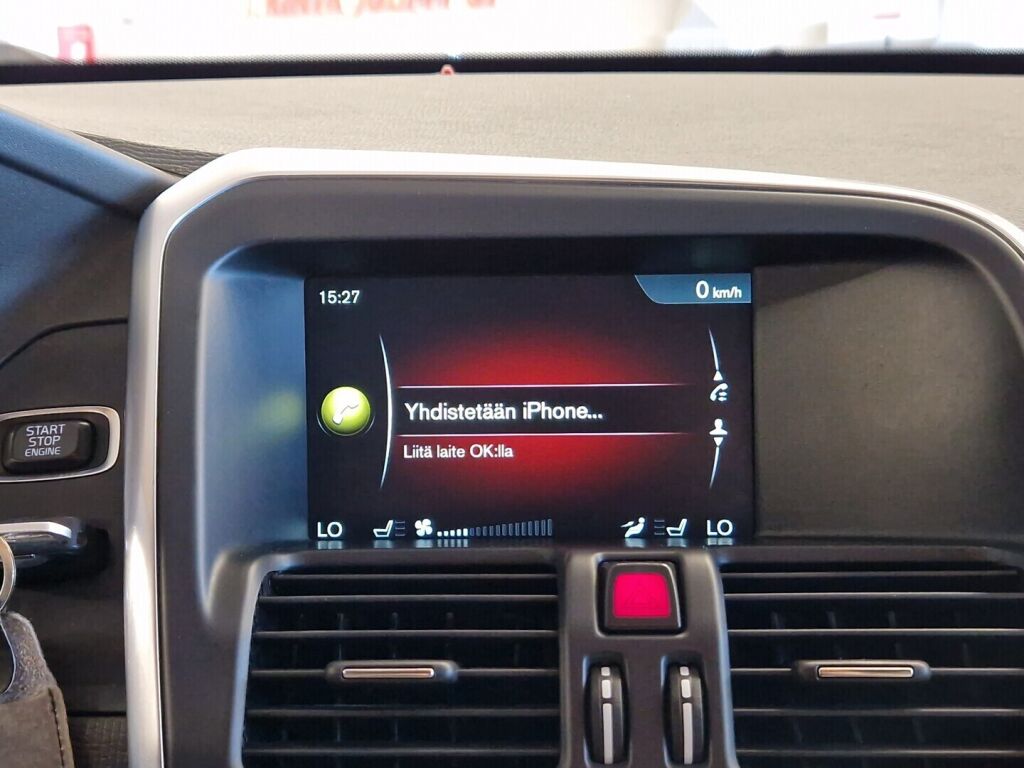 15:27
0 km/h
Yhdistetään iPhone...
Liitä laite OK:lla
LO
LO
START
STOP
ENGINE